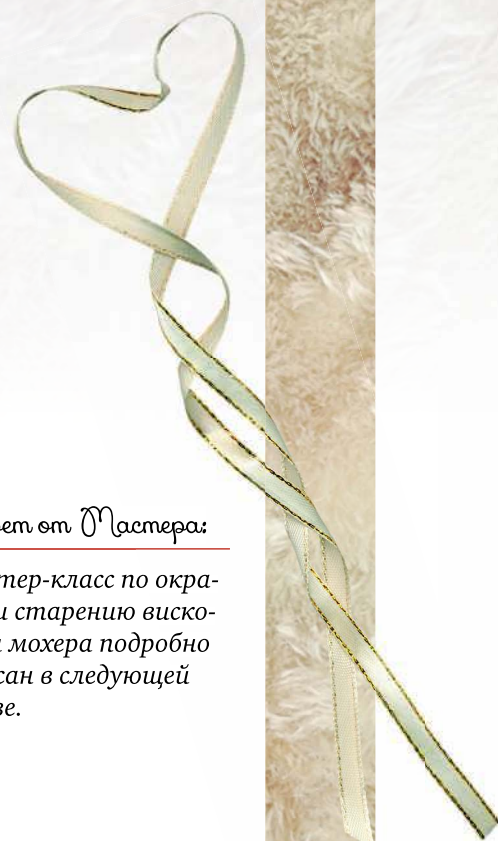 ет от Мастера:
тер-класс по окра-
и старению виско-
мохера подробно
сан в следующей
ве.